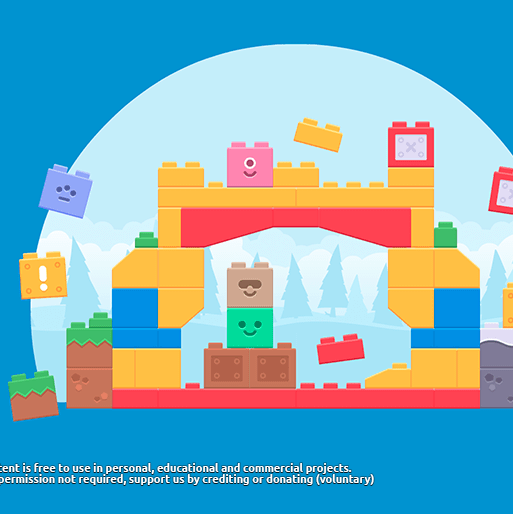 is free to use in personal, educational and commercial projects.
permission not required, support us by crediting or donating (voluntary)